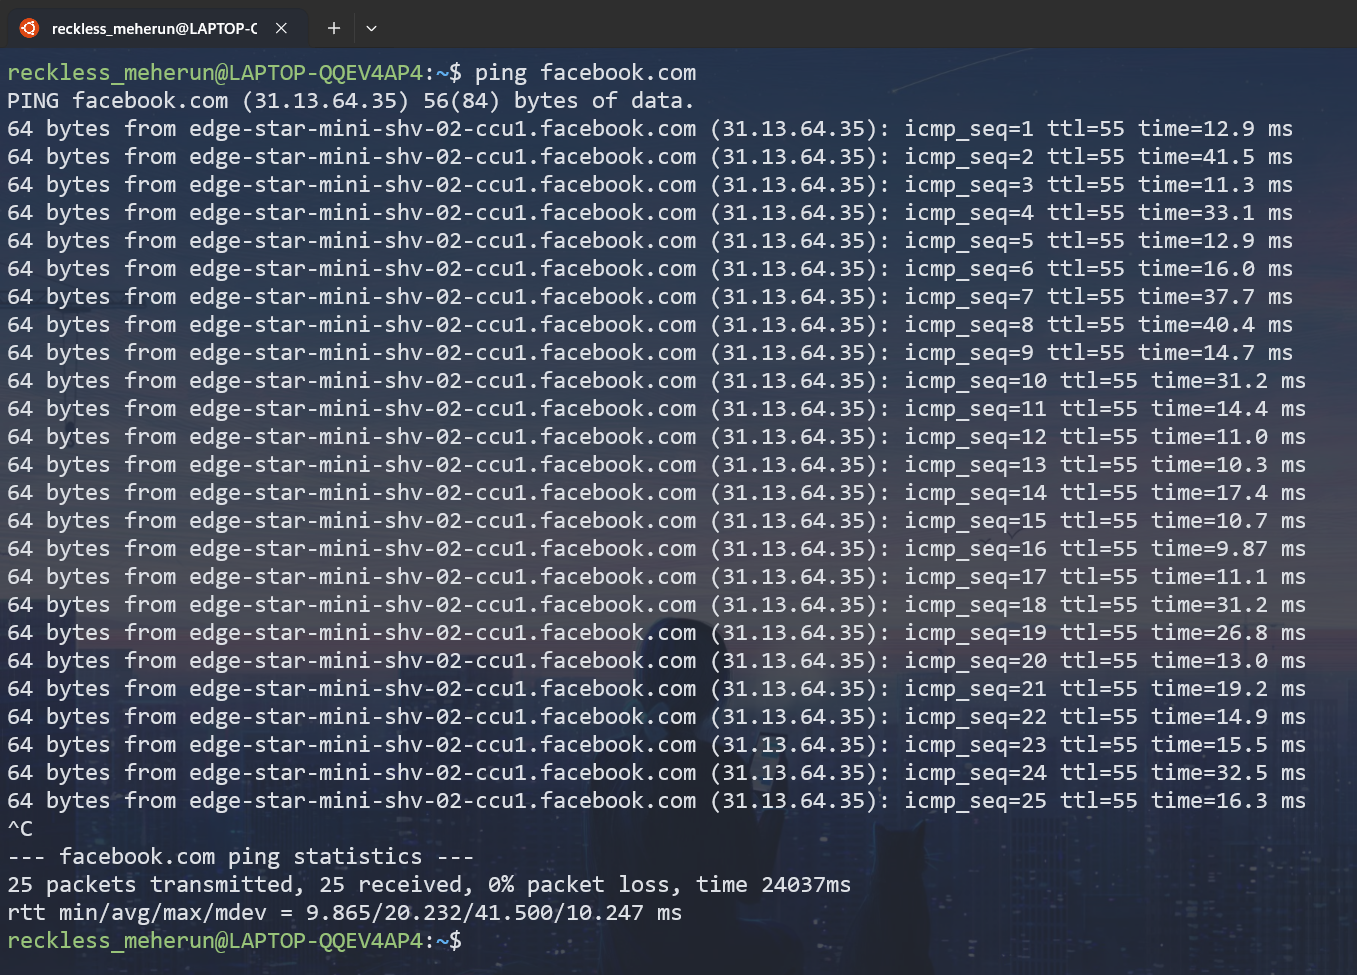 reckless_meherun@LAPTOP-C
reckless_meherun@LAPTOP-QQEV4AP4:~$ ping facebook.com
PING facebook.com (31.13.64.35) 56(84) bytes of data.
64 bytes from edge-star-mini-shv-02-ccu1.facebook.com (31.13.64.35): icmp_seq=1 ttl=55 time=12.9 ms
64 bytes from edge-star-mini-shv-02-ccu1.facebook.com (31.13.64.35): icmp_seq=2 ttl=55 time=41.5 ms
64 bytes from edge-star-mini-shv-02-ccu1.facebook.com (31.13.64.35): icmp_seq=3 ttl=55 time=11.3 ms
64 bytes from edge-star-mini-shv-02-ccu1.facebook.com (31.13.64.35): icmp_seq=4 ttl=55 time=33.1 ms
64 bytes from edge-star-mini-shv-02-ccu1.facebook.com (31.13.64.35): icmp_seq=5 ttl=55 time=12.9 ms
64 bytes from edge-star-mini-shv-02-ccu1.facebook.com (31.13.64.35): icmp_seq=6 ttl=55 time=16.0 ms
64 bytes from edge-star-mini-shv-02-ccu1.facebook.com (31.13.64.35): icmp_seq=7 ttl=55 time=37.7 ms
64 bytes from edge-star-mini-shv-02-ccu1.facebook.com (31.13.64.35): icmp_seq=8 ttl=55 time=40.4 ms
64 bytes from edge-star-mini-shv-02-ccu1.facebook.com (31.13.64.35): icmp_seq=9 ttl=55 time=14.7 ms
64 bytes from edge-star-mini-shv-02-ccu1.facebook.com (31.13.64.35): icmp_seq=10 ttl=55 time=31.2 ms
64 bytes from edge-star-mini-shv-02-ccu1.facebook.com (31.13.64.35): icmp_seq=11 ttl=55 time=14.4 ms
64 bytes from edge-star-mini-shv-02-ccu1.facebook.com (31.13.64.35): icmp_seq=12 ttl=55 time=11.0 ms
64 bytes from edge-star-mini-shv-02-ccu1.facebook.com (31.13.64.35): icmp_seq=13 ttl=55 time=10.3 ms
64 bytes from edge-star-mini-shv-02-ccu1.facebook.com (31.13.64.35): icmp_seq=14 ttl=55 time=17.4 ms
64 bytes from edge-star-mini-shv-02-ccu1.facebook.com (31.13.64.35): icmp_seq=15 ttl=55 time=10.7 ms
64 bytes from edge-star-mini-shv-02-ccu1.facebook.com (31.13.64.35): icmp_seq=16 ttl=55 time=9.87 ms
64 bytes from edge-star-mini-shv-02-ccu1.facebook.com (31.13.64.35): icmp_seq=17 ttl=55 time=11.1 ms
64 bytes from edge-star-mini-shv-02-ccu1.facebook.com (31.13.64.35): icmp_seq=18 ttl=55 time=31.2 ms
64 bytes from edge-star-mini-shv-02-ccu1.facebook.com (31.13.64.35): icmp_seq=19 ttl=55 time=26.8 ms
64 bytes from edge-star-mini-shv-02-ccu1.facebook.com (31.13.64.35): icmp_seq=20 ttl=55 time=13.0 ms
64 bytes from edge-star-mini-shv-02-ccu1.facebook.com (31.13.64.35): icmp_seq=21 ttl=55 time=19.2 ms
64 bytes from edge-star-mini-shv-02-ccu1.facebook.com (31.13.64.35): icmp_seq=22 ttl=55 time=14.9 ms
64 bytes from edge-star-mini-shv-02-ccu1.facebook.com (31.13.64.35): icmp_seq=23 ttl=55 time=15.5 ms
64 bytes from edge-star-mini-shv-02-ccu1.facebook.com (31.13.64.35): icmp_seq=24 ttl=55 time=32.5 ms
64 bytes from edge-star-mini-shv-02-ccu1.facebook.com (31.13.64.35): icmp_seq=25 ttl=55 time=16.3 ms
^C
--- facebook.com ping statistics ---
25 packets transmitted, 25 received, 0% packet loss, time 24037ms
rtt min/avg/max/mdev = 9.865/20.232/41.500/10.247 ms
reckless_meherun@LAPTOP-QQEV4AP4:~$